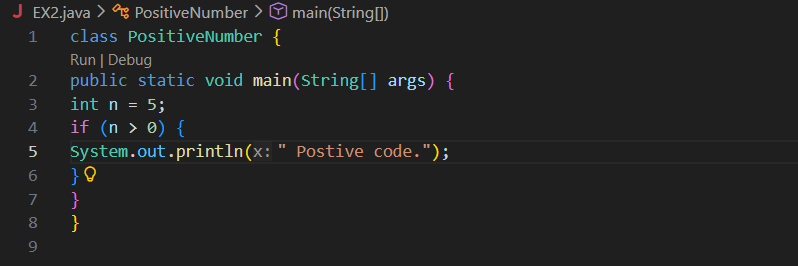 J EX2.java > PositiveNumber > main(String[])
1 class PositiveNumber {
Run | Debug
2 public static void main(String[] args) {
3 int n = 5;
4 if (n > 0) {
5 System.out.println(x:" Postive code.");
6 }
7 }
8 }
9